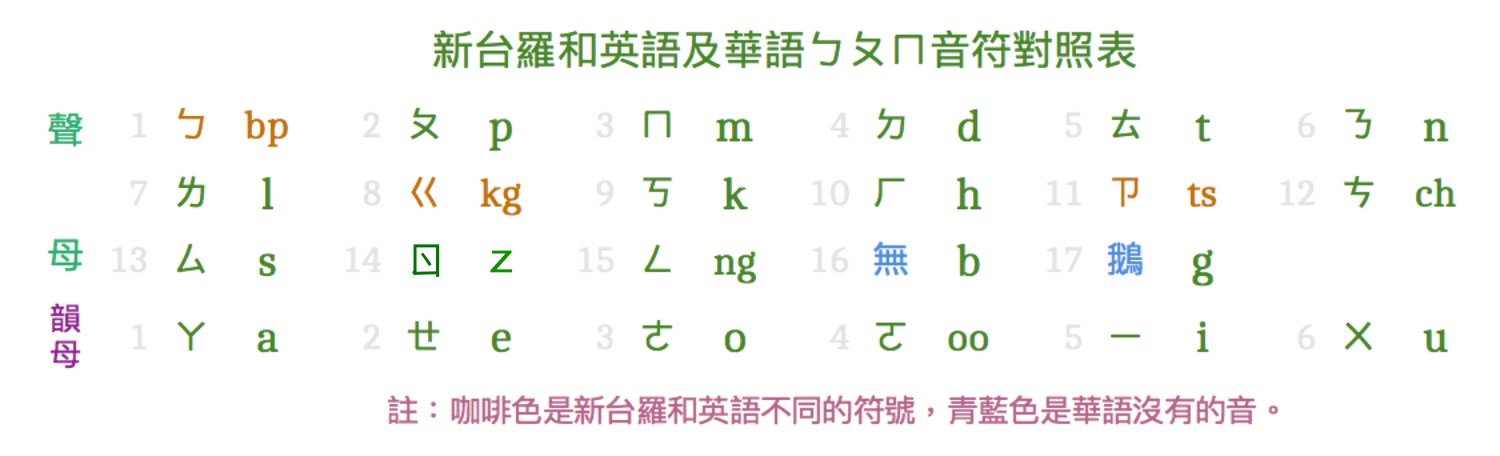 新台羅和英語及華語ㄅㄆㄇ音符對照表
聲 1 ㄅ bp 2 ㄆ p 3 ㄇ m 4 ㄉ d 5 ㄊ t 6 ㄋ n
7 ㄌ l 8 ㄍ kg 9 ㄎ k 10 ㄏ h 11 ㄗ ts 12 ㄘ ch
母 13 ㄙ s 14 ㄖ z 15 ㄥ ng 16 無 b 17 鵝 g
韻母 1 ㄚ a 2 ㄝ e 3 ㄜ o 4 ㄛ oo 5 ㄧ i 6 ㄨ u
註：咖啡色是新台羅和英語不同的符號，青藍色是華語沒有的音。